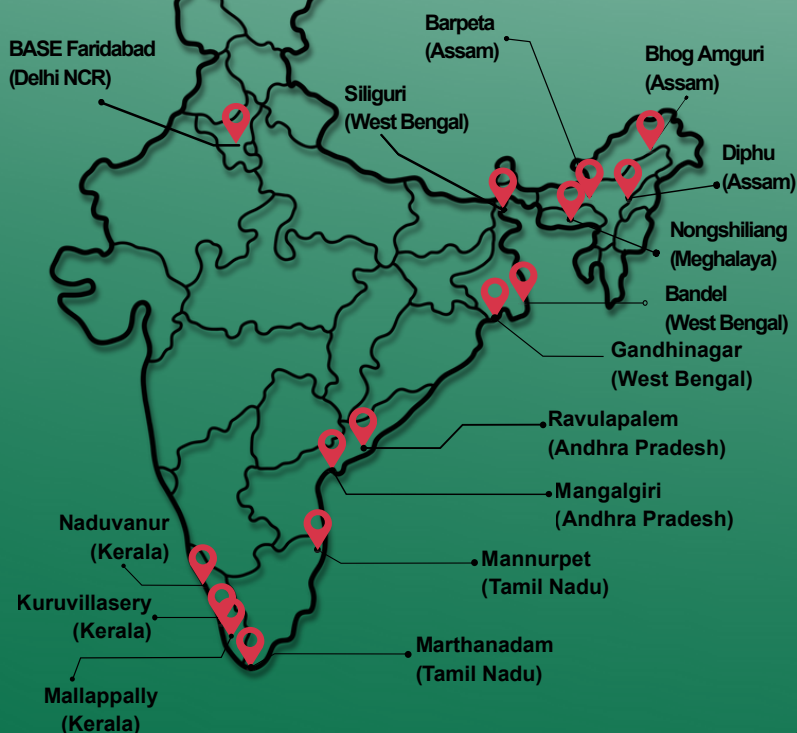 Barpeta
(Assam)
BASE Faridabad
(Delhi NCR)
Bhog Amguri
(Assam)
Siliguri
(West Bengal)
Diphu
(Assam)
Nongshiliang
(Meghalaya)
Bandel
(West Bengal)
Gandhinagar
(West Bengal)
Ravulapalem
(Andhra Pradesh)
Mangalgiri
(Andhra Pradesh)
Naduvanur
(Kerala)
Mannurpet
(Tamil Nadu)
Kuruvillasery
(Kerala)
Marthanadam
(Tamil Nadu)
Mallappally
(Kerala)